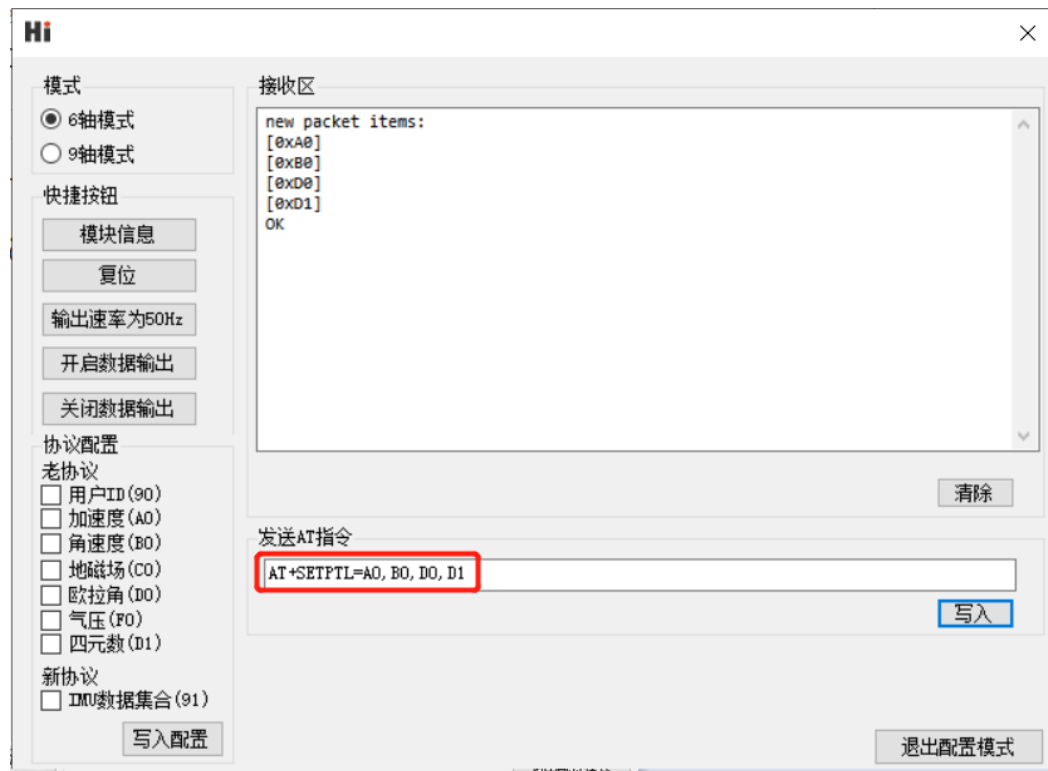 Hi
模式
6轴模式
9轴模式
快捷按钮
模块信息
复位
输出速率为50Hz
开启数据输出
关闭数据输出
协议配置
老协议
用户ID(90)
加速度(A0)
角速度(B0)
地磁场(C0)
欧拉角(D0)
气压(F0)
四元数(D1)
新协议
IMU数据集合(91)
写入配置
接收区
new packet items:
[0xA0]
[0xB0]
[0xD0]
[0xD1]
OK
清除
发送AT指令
AT+SETPTL=A0,B0,D0,D1
写入
退出配置模式